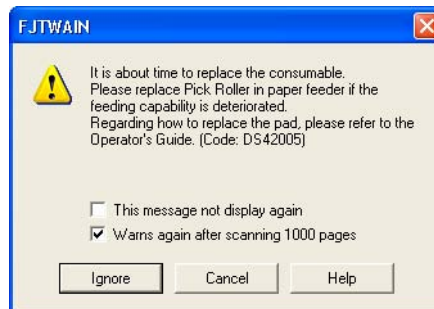 FJTWAIN
It is about time to replace the consumable.
Please replace Pick Roller in paper feeder if the
feeding capability is deteriorated.
Regarding how to replace the pad, please refer to the
Operator's Guide. (Code: DS42005)
This message not display again
Warns again after scanning 1000 pages
Ignore
Cancel
Help